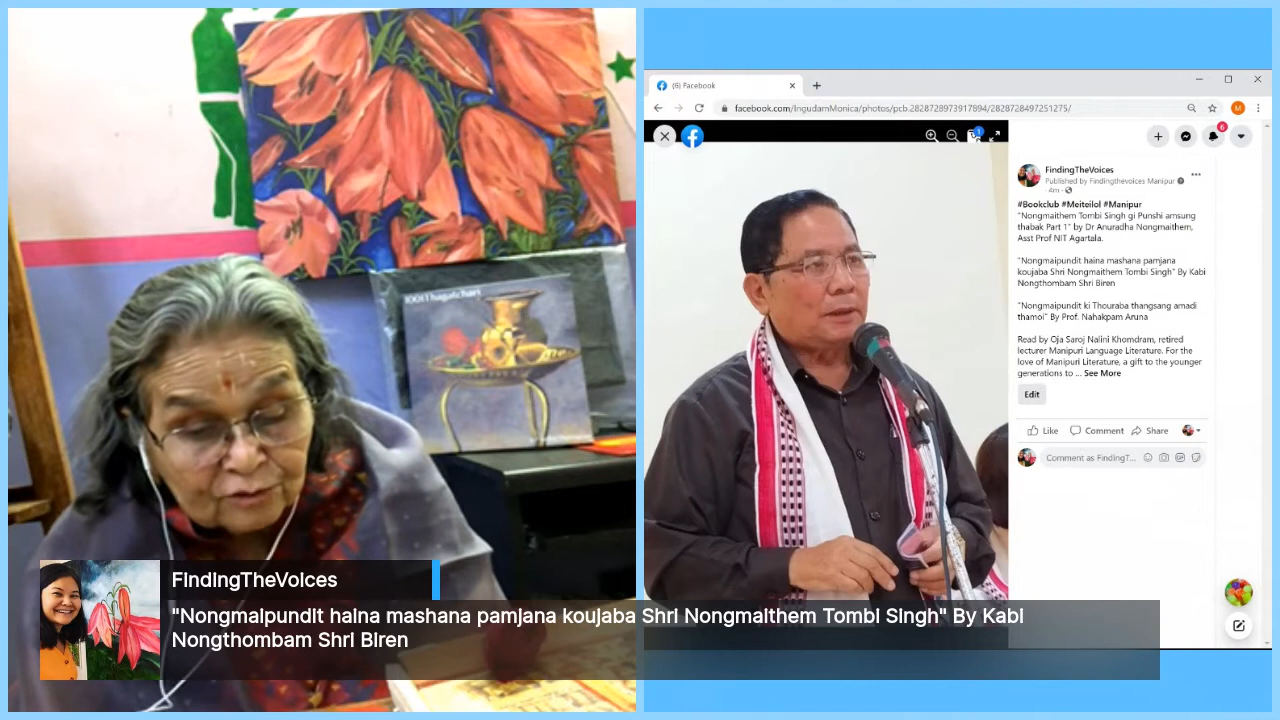 1001 Thagatchari
(6) Facebook
facebook.com/IngudamMonica/photos/pcb.2828728973917894/2828728497251275/
M
1
6
FindingTheVoices
Published by Findingthevoices Manipur
4m
#Bookclub #Meiteilol #Manipur
"Nongmaithem Tombi Singh gi Punshi amsung
thabak Part 1" by Dr Anuradha Nongmaithem,
Asst Prof NIT Agartala.
"Nongmaipundit haina mashana pamjana
koujaba Shri Nongmaithem Tombi Singh" By Kabi
Nongthombam Shri Biren
"Nongmaipundit ki Thouraba thangsang amadi
thamoi" By Prof. Nahakpam Aruna
Read by Oja Saroj Nalini Khomdram, retired
lecturer Manipuri Language Literature. For the
love of Manipuri Literature, a gift to the younger
generations to ... See More
Edit
Like Comment Share
Comment as FindingT...
FindingTheVoices
"Nongmaipundit haina mashana pamjana koujaba Shri Nongmaithem Tombi Singh" By Kabi
Nongthombam Shri Biren